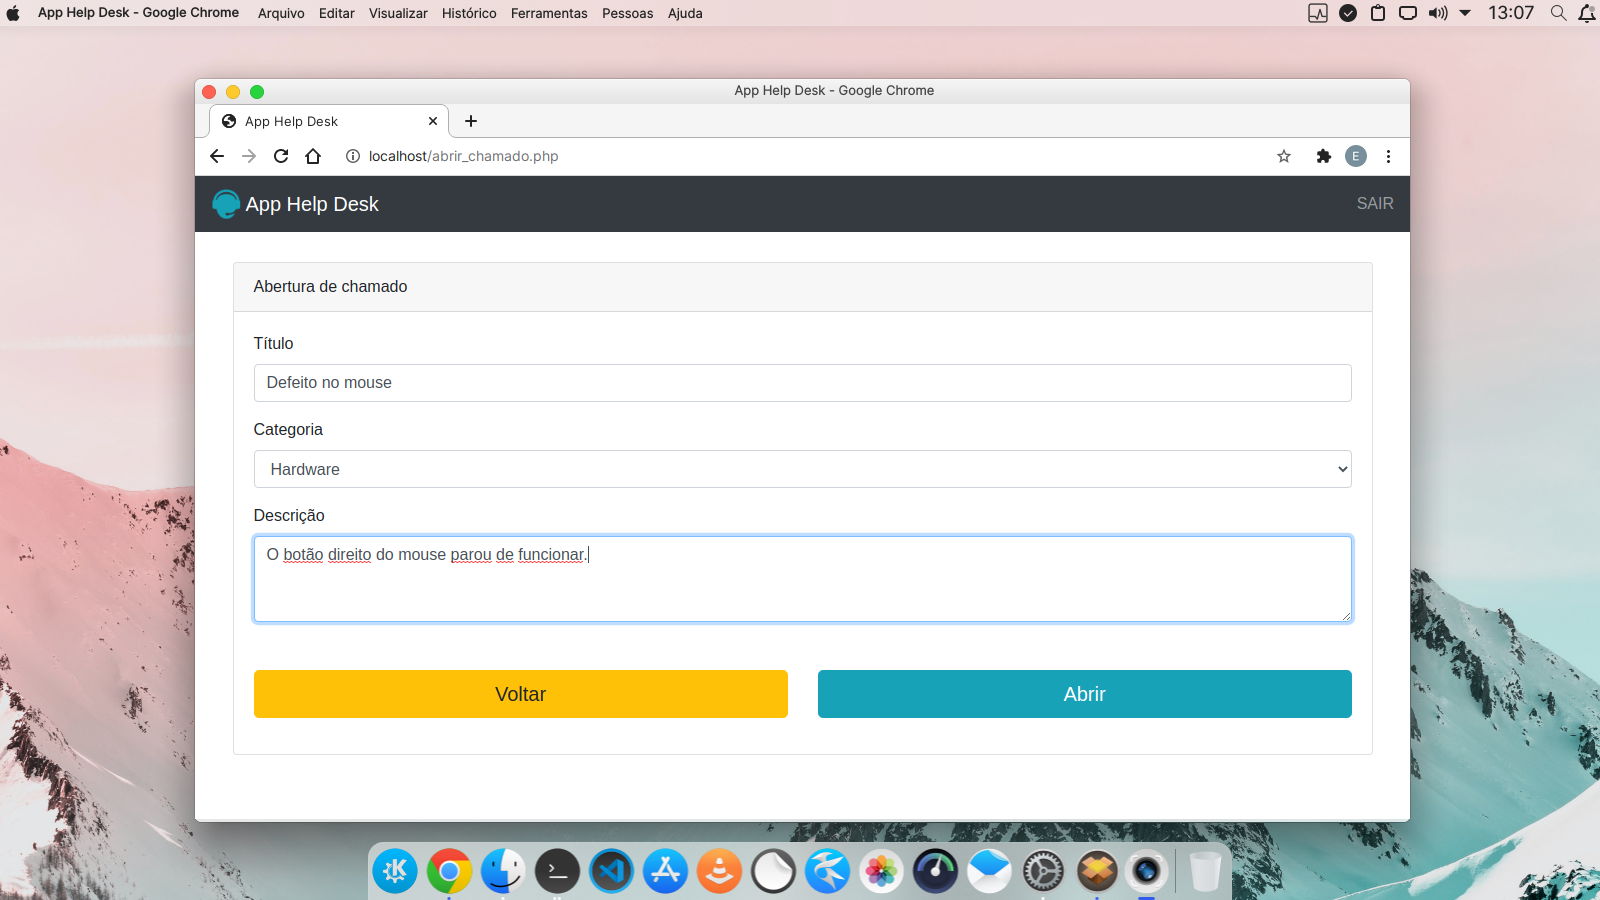 App Help Desk - Google Chrome Arquivo Editar Visualizar Histórico Ferramentas Pessoas Ajuda 13:07
App Help Desk - Google Chrome
App Help Desk
localhost/abrir_chamado.php
E
App Help Desk SAIR
Abertura de chamado
Título
Defeito no mouse
Categoria
Hardware
Descrição
O botão direito do mouse parou de funcionar.
Voltar Abrir